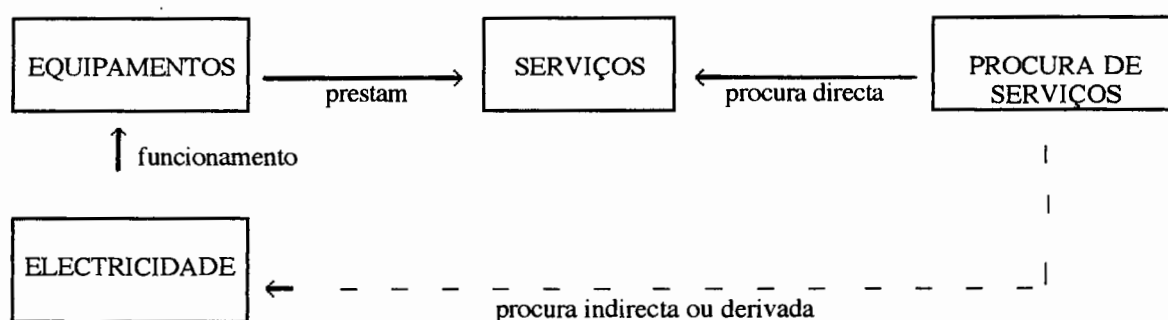 EQUIPAMENTOS
prestam
SERVIÇOS
procura directa
PROCURA DE
SERVIÇOS
funcionamento
ELECTRICIDADE
procura indirecta ou derivada